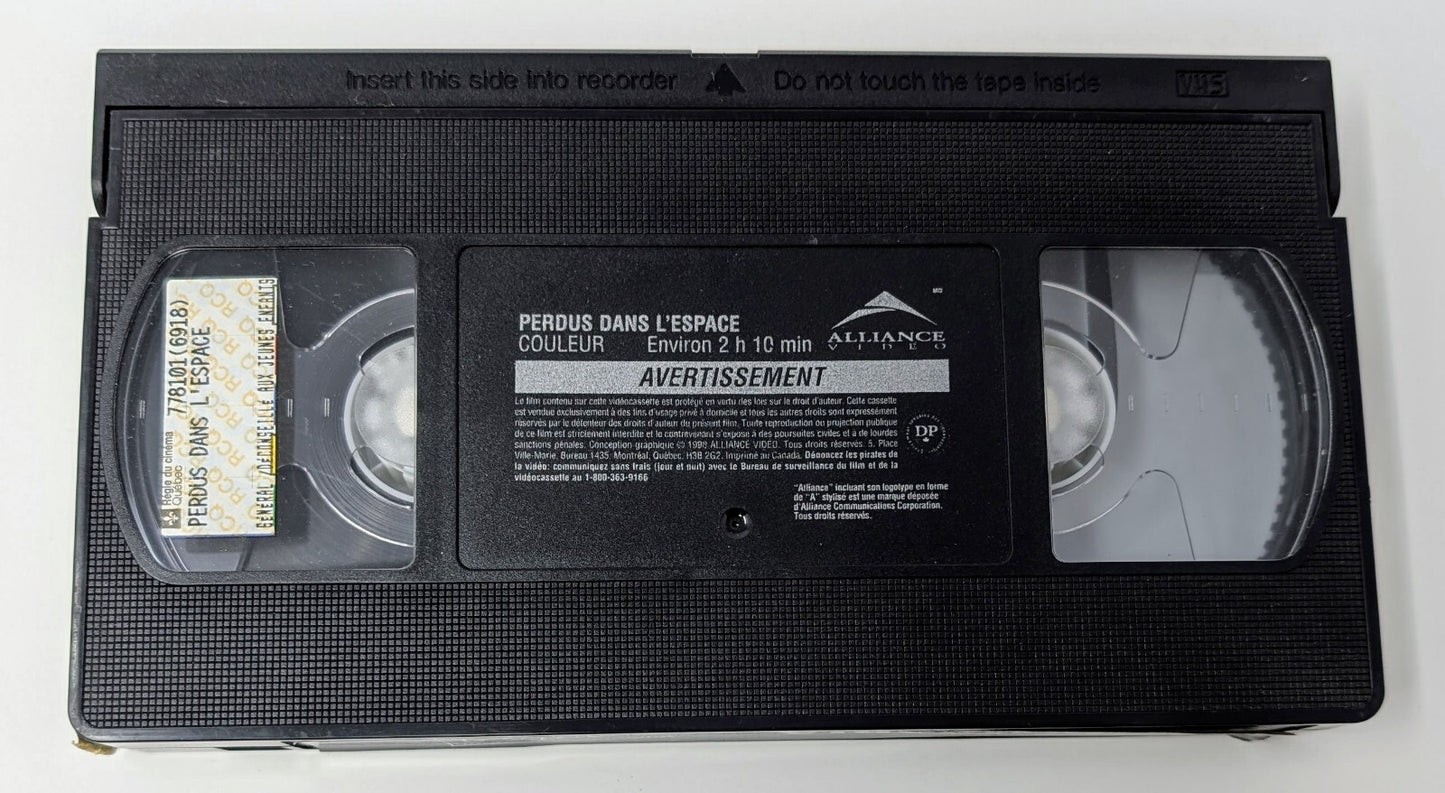 Insert this side into recorder Do not touch the tape inside VHS
PERDUS DANS L'ESPACE
COULEUR Environ 2 h 10 min
MD
ALLIANCE
VIDEO
AVERTISSEMENT
Le film contenu sur cette vidéocassette est protégé en vertu des lois sur le droit d'auteur. Cette cassette
est vendue exclusivement à des fins d'usage privé à domicile et tous les autres droits sont expressément
réservés par le détenteur des droits d'auteur du présent film. Toute reproduction ou projection publique
de ce film est strictement interdite et le contrevenant s'expose à des poursuites civiles et à de lourdes
sanctions pénales. Conception graphique © 1998 ALLIANCE VIDEO. Tous droits réservés. 5, Place
Ville-Marie, Bureau 1435, Montréal, Québec, H3B 2G2. Imprimé au Canada. Dénoncez les pirates de
la vidéo: communiquez sans frais (jour et nuit) avec le Bureau de surveillance du film et de la
vidéocassette au 1-800-363-9166
DP
"Alliance" incluant son logotype en forme
de "A" stylisé est une marque déposée
d'Alliance Communications Corporation.
Tous droits réservés.
Régie du cinéma
Québec
778101(6918)
PERDUS DANS L'ESPACE
RCQ RCQ RCQ
GENERAL /DECONSEILLE AUX JEUNES ENFANTS